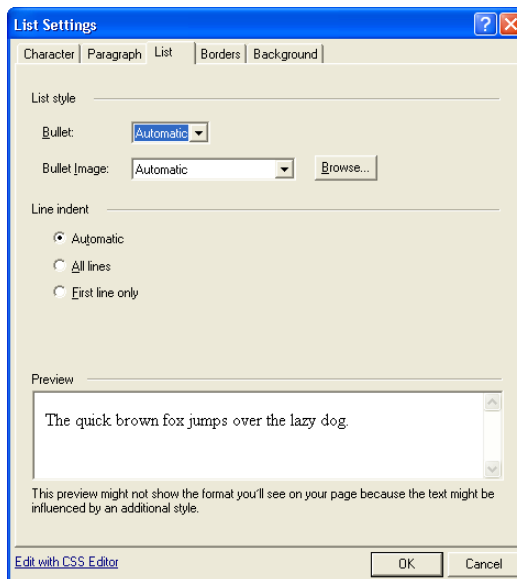 List Settings
Character Paragraph List Borders Background
List style
Bullet: Automatic
Bullet Image: Automatic Browse...
Line indent
Automatic
All lines
First line only
Preview
The quick brown fox jumps over the lazy dog.
This preview might not show the format you'll see on your page because the text might be
influenced by an additional style.
Edit with CSS Editor OK Cancel